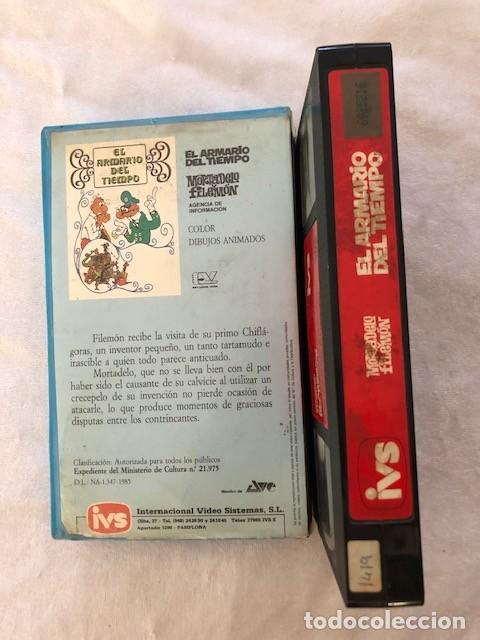 EL
ARMARIO
DEL
TIEMPO
EL ARMARIO
DEL TIEMPO
MORTADELO
y FILEMÓN
AGENCIA DE
INFORMACION
COLOR
DIBUJOS ANIMADOS
Filemón recibe la visita de su primo Chiflá-
goras, un inventor pequeño, un tanto tartamudo e
irascible a quien todo parece anticuado.
Mortadelo, que no se lleva bien con él por
haber sido el causante de su calvicie al utilizar un
crecepelo de su invención no pierde ocasión de
atacarle, lo que produce momentos de graciosas
disputas entre los contrincantes.
Clasificación: Autorizada para todos los públicos
Expediente del Ministerio de Cultura n.º 21.975
D.L. NA-1.347-1985
Miembro de
ivs
Internacional Video Sistemas, S.L.
Apartado 1290 - PAMPLONA
EL ARMARIO
DEL TIEMPO
MORTADELO
y FILEMÓN
ivs
1419
todocoleccion